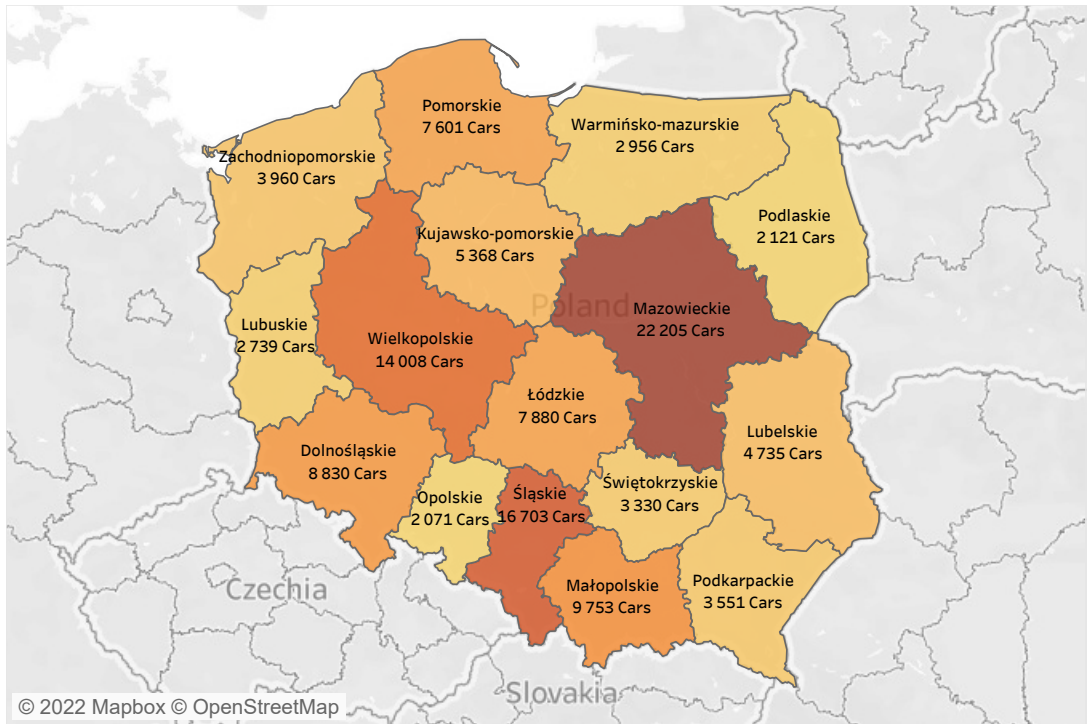 Pomorskie
7 601 Cars
Warmińsko-mazurskie
2 956 Cars
Zachodniopomorskie
3 960 Cars
Podlaskie
2 121 Cars
Kujawsko-pomorskie
5 368 Cars
Poland
Mazowieckie
22 205 Cars
Lubuskie
2 739 Cars
Wielkopolskie
14 008 Cars
Łódzkie
7 880 Cars
Lubelskie
4 735 Cars
Dolnośląskie
8 830 Cars
Opolskie
2 071 Cars
Śląskie
16 703 Cars
Świętokrzyskie
3 330 Cars
Małopolskie
9 753 Cars
Podkarpackie
3 551 Cars
Czechia
Slovakia
© 2022 Mapbox © OpenStreetMap